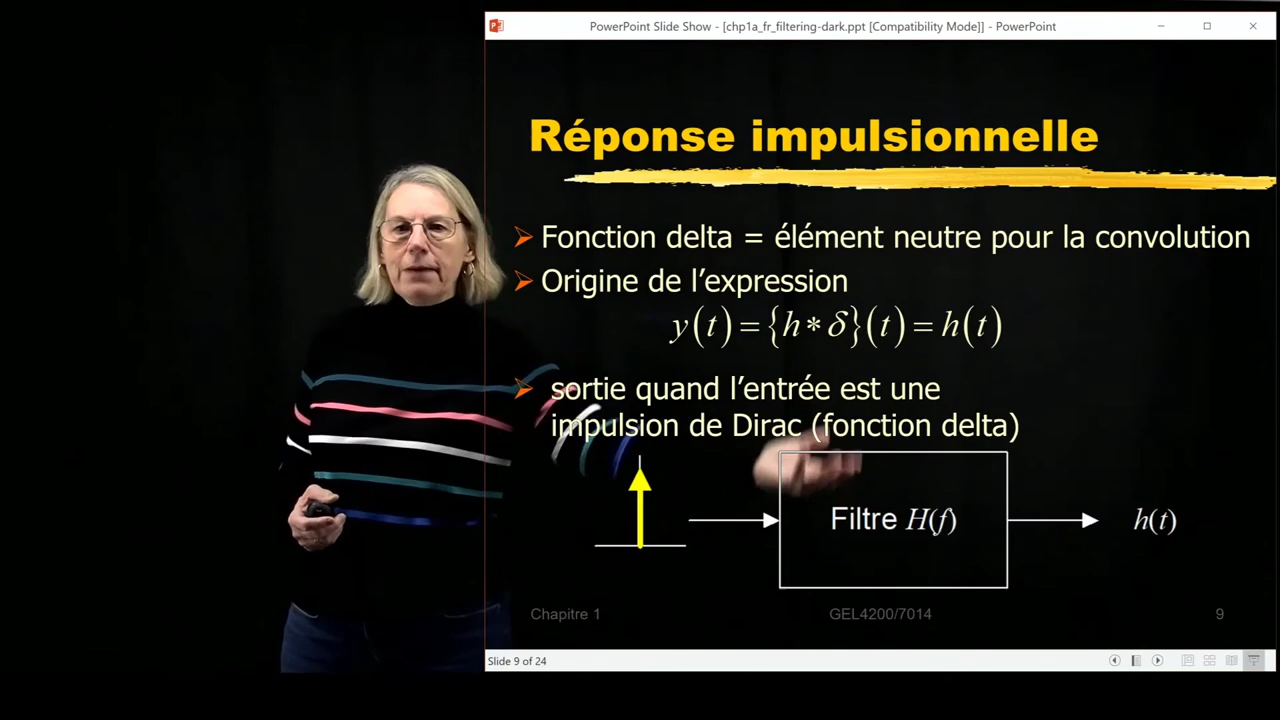 PowerPoint Slide Show - [chp1a_fr_filtering-dark.ppt [Compatibility Mode]] - PowerPoint
Réponse impulsionnelle
Fonction delta = élément neutre pour la convolution
Origine de l'expression
y(t) = {h ∗ δ}(t) = h(t)
sortie quand l'entrée est une
impulsion de Dirac (fonction delta)
Filtre H(f)
h(t)
Chapitre 1
GEL4200/7014
9
Slide 9 of 24